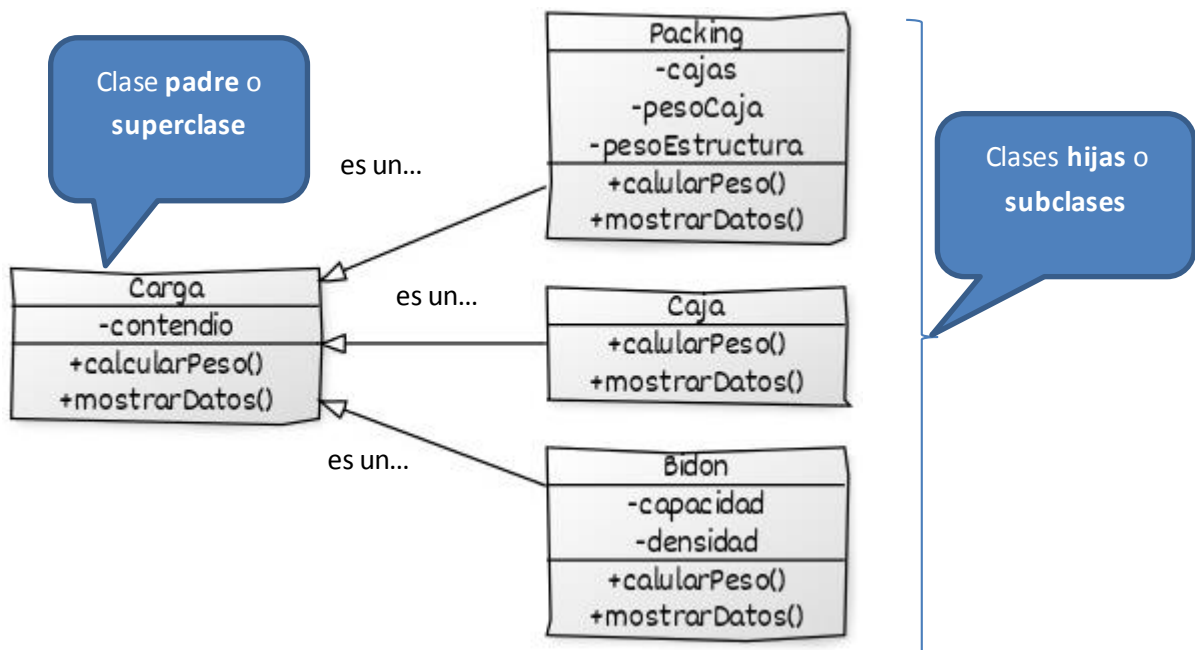 Clase padre o
superclase
es un...
es un...
es un...
Carga
-contendio
+calcularPeso()
+mostrarDatos()
Packing
-cajas
-pesoCaja
-pesoEstructura
+calularPeso()
+mostrarDatos()
Caja
+calularPeso()
+mostrarDatos()
Bidon
-capacidad
-densidad
+calularPeso()
+mostrarDatos()
Clases hijas o
subclases